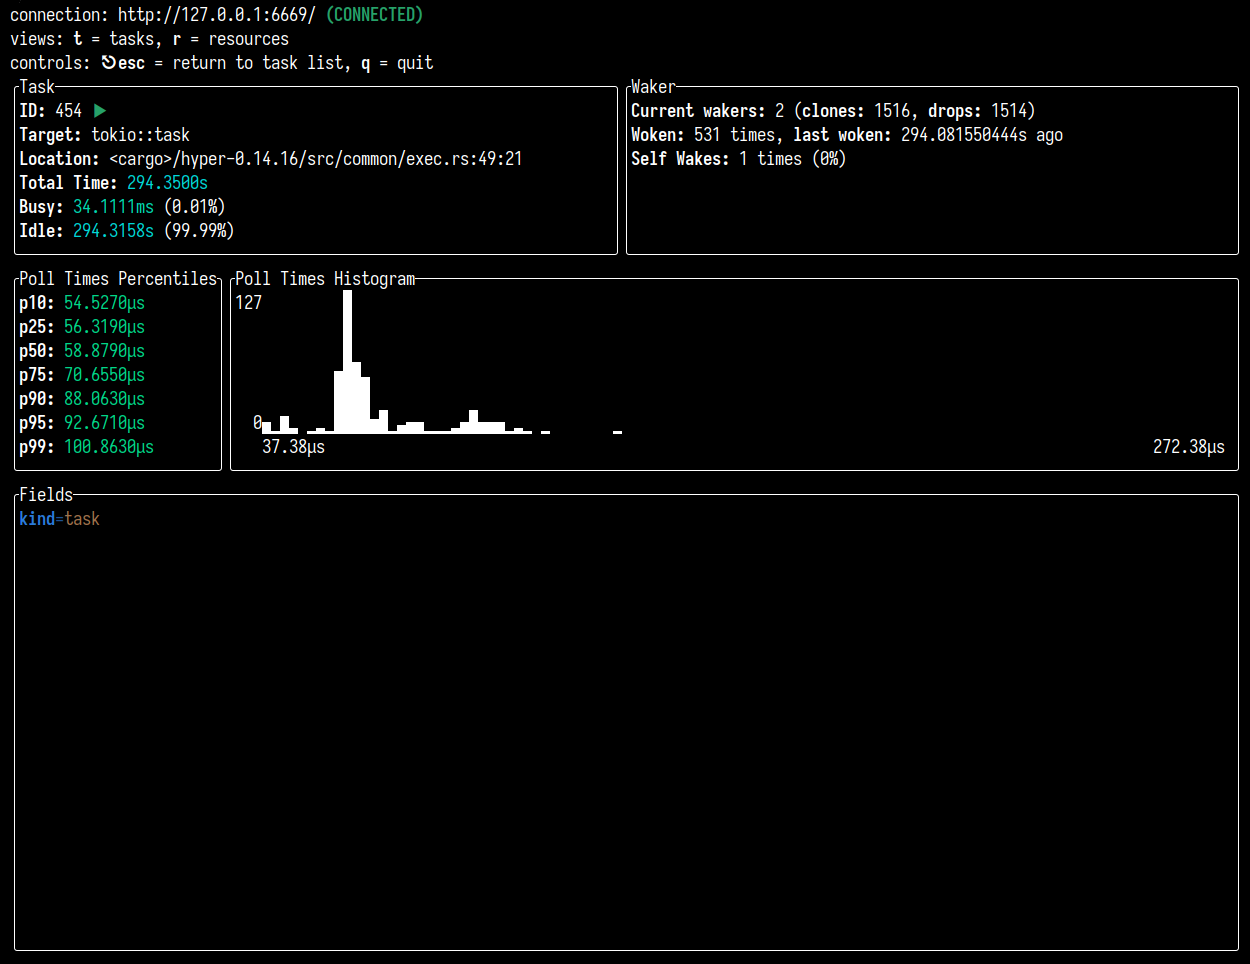 connection: http://127.0.0.1:6669/ (CONNECTED)
views: t = tasks, r = resources
controls: ⎋esc = return to task list, q = quit
Task
ID: 454 ▶
Target: tokio::task
Location: <cargo>/hyper-0.14.16/src/common/exec.rs:49:21
Total Time: 294.3500s
Busy: 34.1111ms (0.01%)
Idle: 294.3158s (99.99%)
Waker
Current wakers: 2 (clones: 1516, drops: 1514)
Woken: 531 times, last woken: 294.081550444s ago
Self Wakes: 1 times (0%)
Poll Times Percentiles
p10: 54.5270µs
p25: 56.3190µs
p50: 58.8790µs
p75: 70.6550µs
p90: 88.0630µs
p95: 92.6710µs
p99: 100.8630µs
Poll Times Histogram
127
0
37.38µs 272.38µs
Fields
kind=task